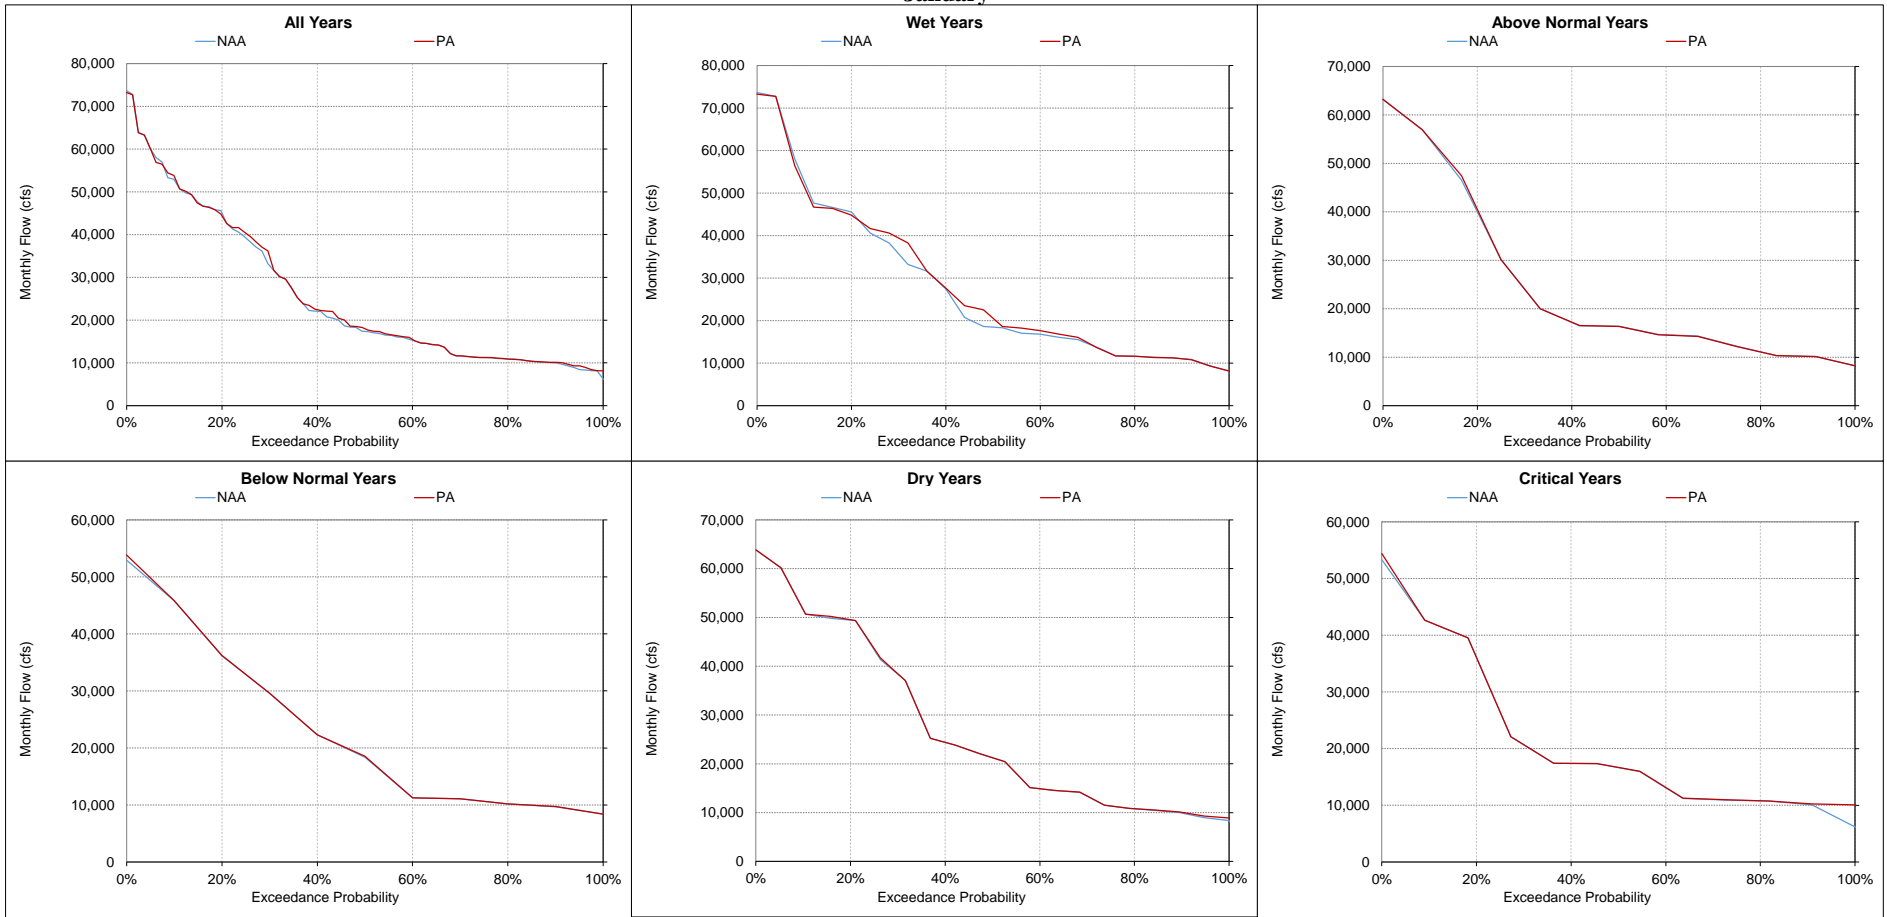 All Years
NAA PA
80,000
70,000
60,000
50,000
40,000
30,000
20,000
10,000
0
Monthly Flow (cfs)
0% 20% 40% 60% 80% 100%
Exceedance Probability
Wet Years
NAA PA
80,000
70,000
60,000
50,000
40,000
30,000
20,000
10,000
0
Monthly Flow (cfs)
0% 20% 40% 60% 80% 100%
Exceedance Probability
Above Normal Years
NAA PA
70,000
60,000
50,000
40,000
30,000
20,000
10,000
0
Monthly Flow (cfs)
0% 20% 40% 60% 80% 100%
Exceedance Probability
Below Normal Years
NAA PA
60,000
50,000
40,000
30,000
20,000
10,000
0
Monthly Flow (cfs)
0% 20% 40% 60% 80% 100%
Exceedance Probability
Dry Years
NAA PA
70,000
60,000
50,000
40,000
30,000
20,000
10,000
0
Monthly Flow (cfs)
0% 20% 40% 60% 80% 100%
Exceedance Probability
Critical Years
NAA PA
60,000
50,000
40,000
30,000
20,000
10,000
0
Monthly Flow (cfs)
0% 20% 40% 60% 80% 100%
Exceedance Probability